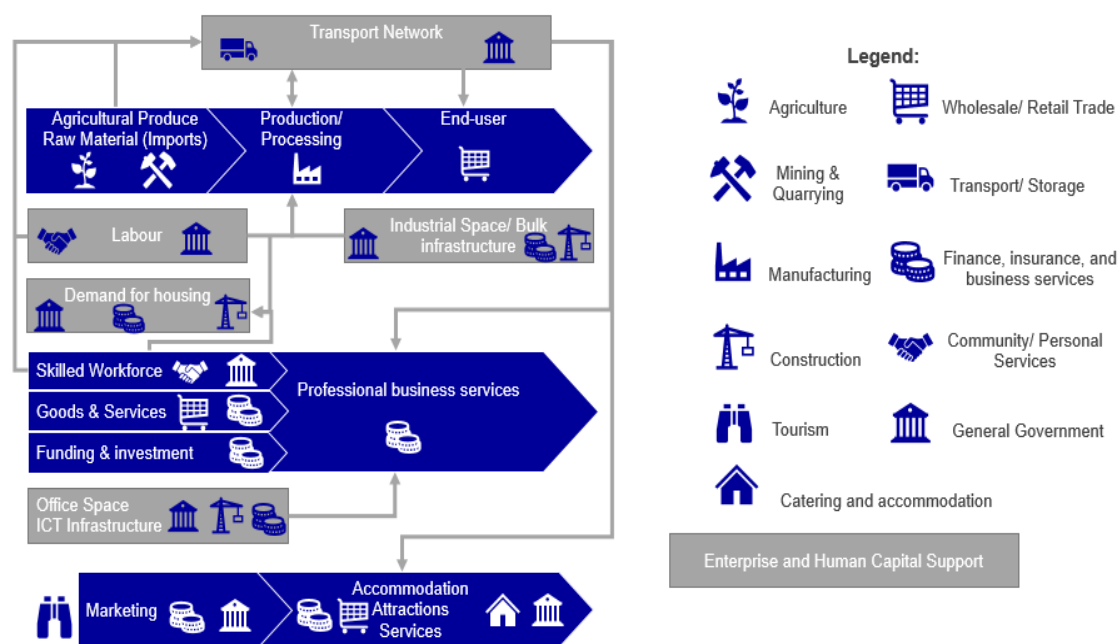 Transport Network
Agricultural Produce
Raw Material (Imports)
Production/
Processing
End-user
Labour
Industrial Space/ Bulk
infrastructure
Demand for housing
Skilled Workforce
Goods & Services
Funding & investment
Professional business services
Office Space
ICT Infrastructure
Marketing
Accommodation
Attractions
Services
Legend:
Agriculture
Wholesale/ Retail Trade
Mining &
Quarrying
Transport/ Storage
Manufacturing
Finance, insurance, and
business services
Construction
Community/ Personal
Services
Tourism
General Government
Catering and accommodation
Enterprise and Human Capital Support